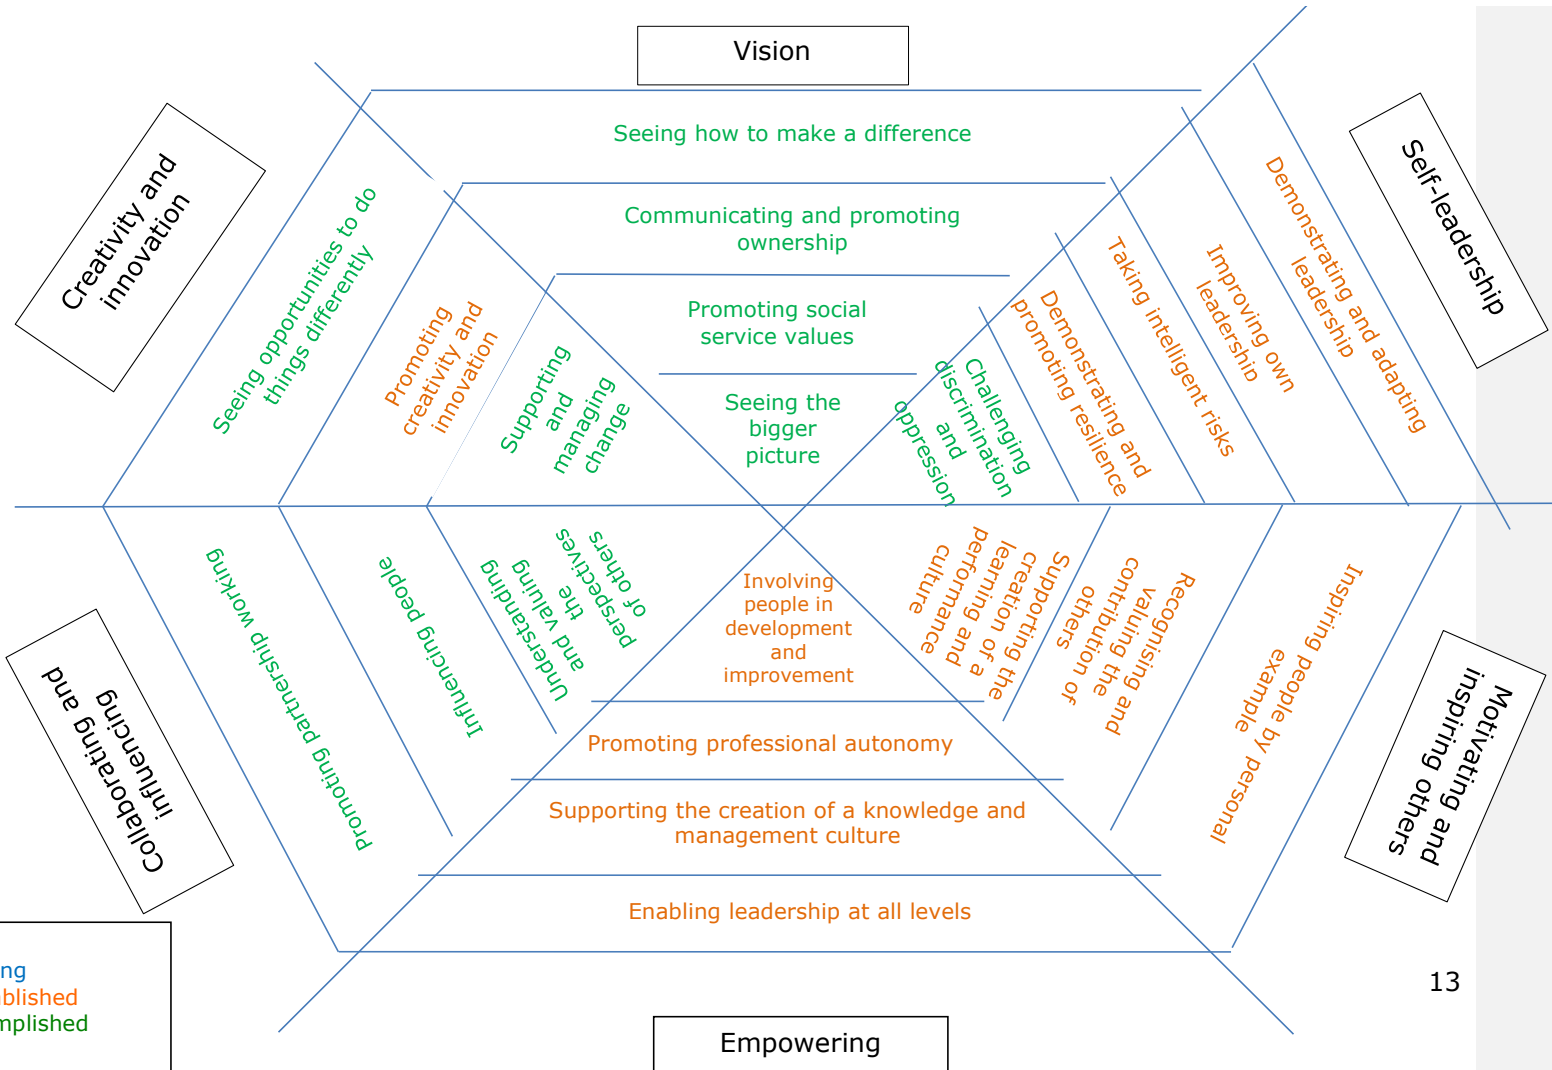 Vision
Seeing how to make a difference
Communicating and promoting
ownership
Promoting social
service values
Seeing the
bigger
picture
Creativity and
innovation
Seeing opportunities to do
things differently
Promoting
creativity and
innovation
Supporting
and
managing
change
Self-leadership
Demonstrating and adapting
leadership
Improving own
leadership
Taking intelligent risks
Demonstrating and
promoting resilience
Challenging
discrimination
and
oppression
Collaborating and
influencing
Promoting partnership working
Influencing people
Understanding
and valuing
the
perspectives
of others
Motivating and
inspiring others
Inspiring people by personal
example
Recognising and
valuing the
contribution of
others
Supporting the
creation of a
learning and
performance
culture
Involving
people in
development
and
improvement
Promoting professional autonomy
Supporting the creation of a knowledge and
management culture
Enabling leadership at all levels
Empowering
ng
blished
mplished
13